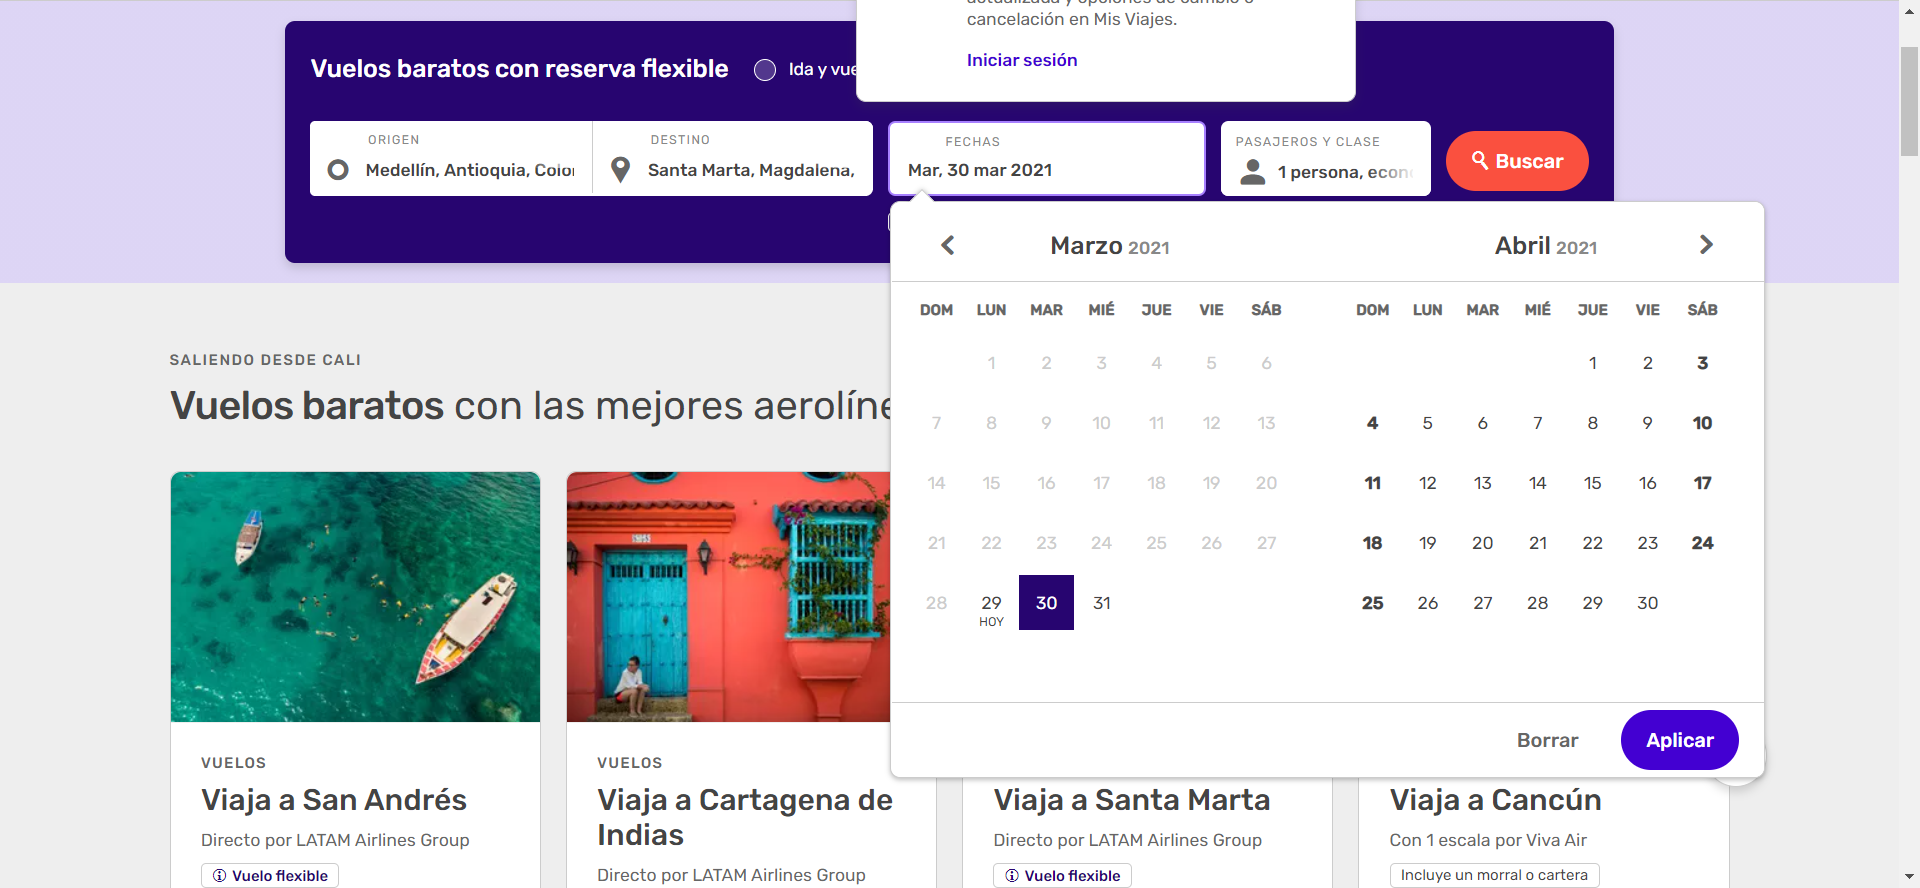 actualizada y opciones de cambio o
cancelación en Mis Viajes.
Iniciar sesión
Vuelos baratos con reserva flexible
Ida y vue
ORIGEN
Medellín, Antioquia, Color
DESTINO
Santa Marta, Magdalena,
FECHAS
Mar, 30 mar 2021
PASAJEROS Y CLASE
1 persona, econo
Buscar
Marzo 2021
DOM LUN MAR MIÉ JUE VIE SÁB
1 2 3 4 5 6
7 8 9 10 11 12 13
14 15 16 17 18 19 20
21 22 23 24 25 26 27
28 29 30 31
HOY
Abril 2021
DOM LUN MAR MIÉ JUE VIE SÁB
1 2 3
4 5 6 7 8 9 10
11 12 13 14 15 16 17
18 19 20 21 22 23 24
25 26 27 28 29 30
Borrar
Aplicar
SALIENDO DESDE CALI
Vuelos baratos con las mejores aerolíne
VUELOS
Viaja a San Andrés
Directo por LATAM Airlines Group
Vuelo flexible
VUELOS
Viaja a Cartagena de
Indias
Directo por LATAM Airlines Group
Viaja a Santa Marta
Directo por LATAM Airlines Group
Vuelo flexible
Viaja a Cancún
Con 1 escala por Viva Air
Incluye un morral o cartera